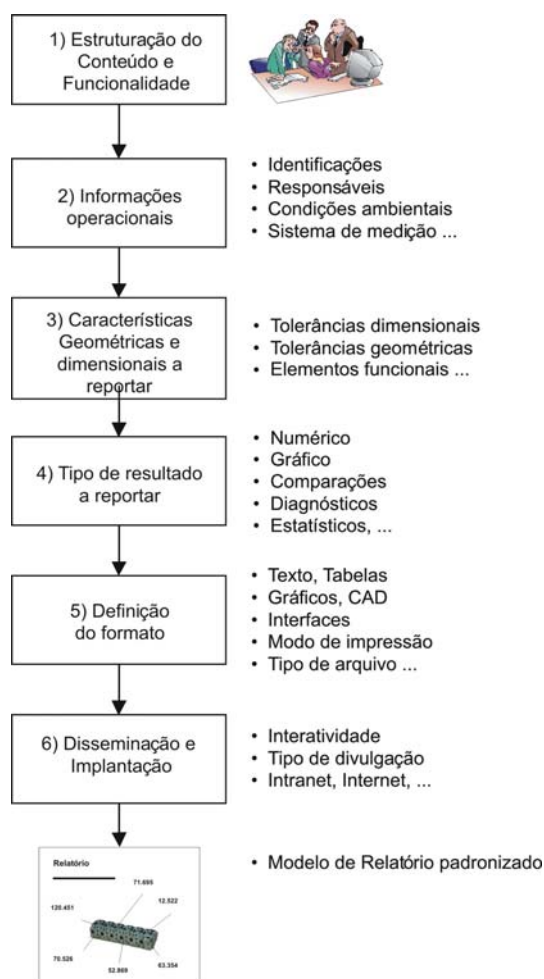 1) Estruturação do
Conteúdo e
Funcionalidade
2) Informações
operacionais
• Identificações
• Responsáveis
• Condições ambientais
• Sistema de medição ...
3) Características
Geométricas e
dimensionais a
reportar
• Tolerâncias dimensionais
• Tolerâncias geométricas
• Elementos funcionais ...
4) Tipo de resultado
a reportar
• Numérico
• Gráfico
• Comparações
• Diagnósticos
• Estatísticos, ...
5) Definição
do formato
• Texto, Tabelas
• Gráficos, CAD
• Interfaces
• Modo de impressão
• Tipo de arquivo ...
6) Disseminação e
Implantação
• Interatividade
• Tipo de divulgação
• Intranet, Internet, ...
Relatório
71.695
120.451
12.522
70.526
52.869
63.354
• Modelo de Relatório padronizado